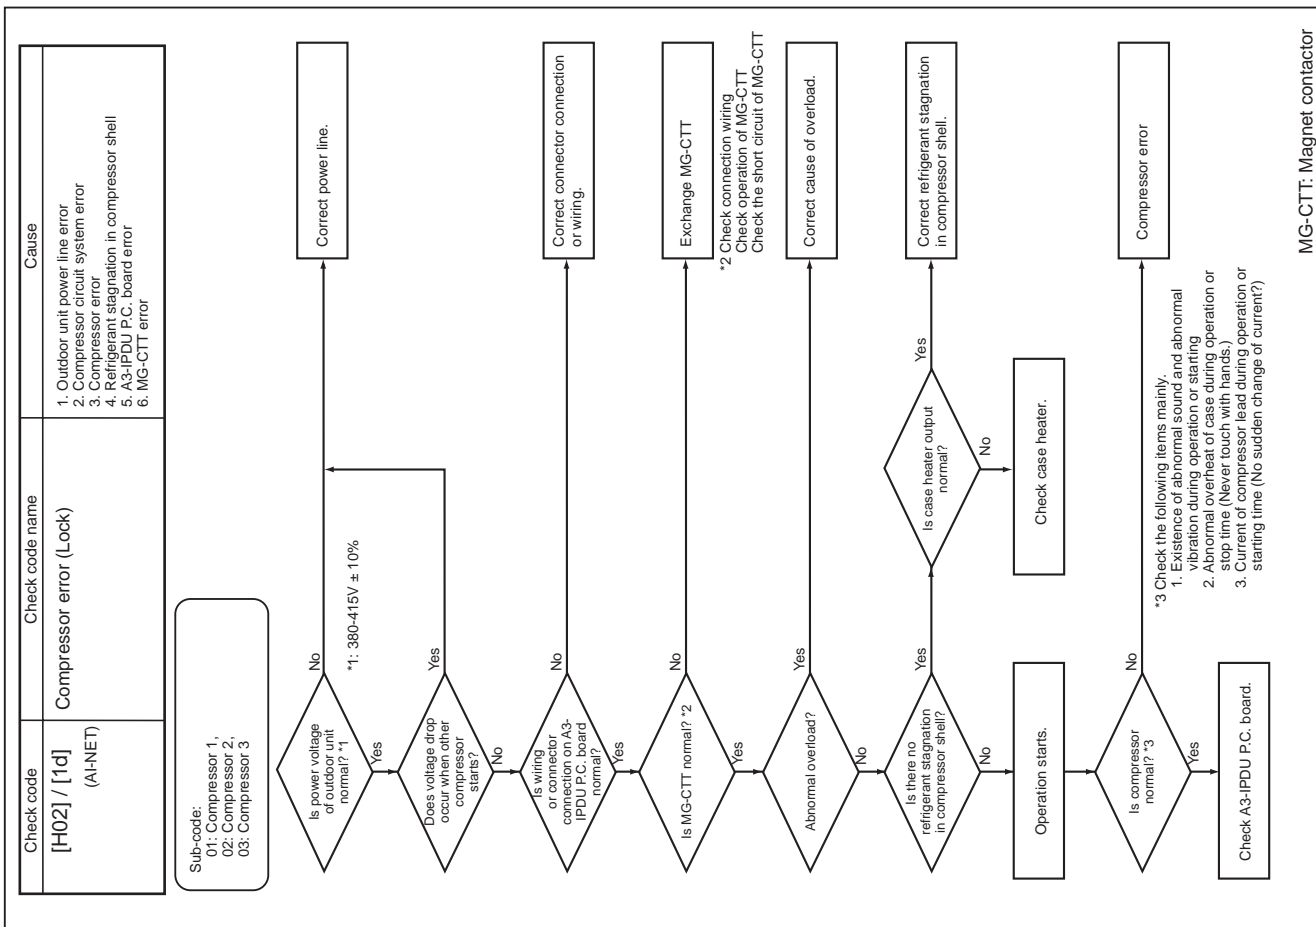 Check code
Check code name
Cause
[H02] / [1d]
(AI-NET)
Compressor error (Lock)
1. Outdoor unit power line error
2. Compressor circuit system error
3. Compressor error
4. Refrigerant stagnation in compressor shell
5. A3-IPDU P.C. board error
6. MG-CTT error
Sub-code:
01: Compressor 1,
02: Compressor 2,
03: Compressor 3
Is power voltage
of outdoor unit
normal? *1
No
*1: 380-415V ± 10%
Correct power line.
Yes
Does voltage drop
occur when other
compressor
starts?
Yes
No
Is wiring
or connector
connection on A3-
IPDU P.C. board
normal?
No
Correct connector connection
or wiring.
Yes
Is MG-CTT normal? *2
No
Exchange MG-CTT
*2 Check connection wiring
Check operation of MG-CTT
Check the short circuit of MG-CTT
Yes
Abnormal overload?
Yes
Correct cause of overload.
No
Is there no
refrigerant stagnation
in compressor shell?
Yes
Is case heater output
normal?
Yes
Correct refrigerant stagnation
in compressor shell.
No
No
Operation starts.
Check case heater.
Is compressor
normal? *3
No
Compressor error
*3 Check the following items mainly.
1. Existence of abnormal sound and abnormal
vibration during operation or starting
2. Abnormal overheat of case during operation or
stop time (Never touch with hands.)
3. Current of compressor lead during operation or
starting time (No sudden change of current?)
Yes
Check A3-IPDU P.C. board.
MG-CTT: Magnet contactor